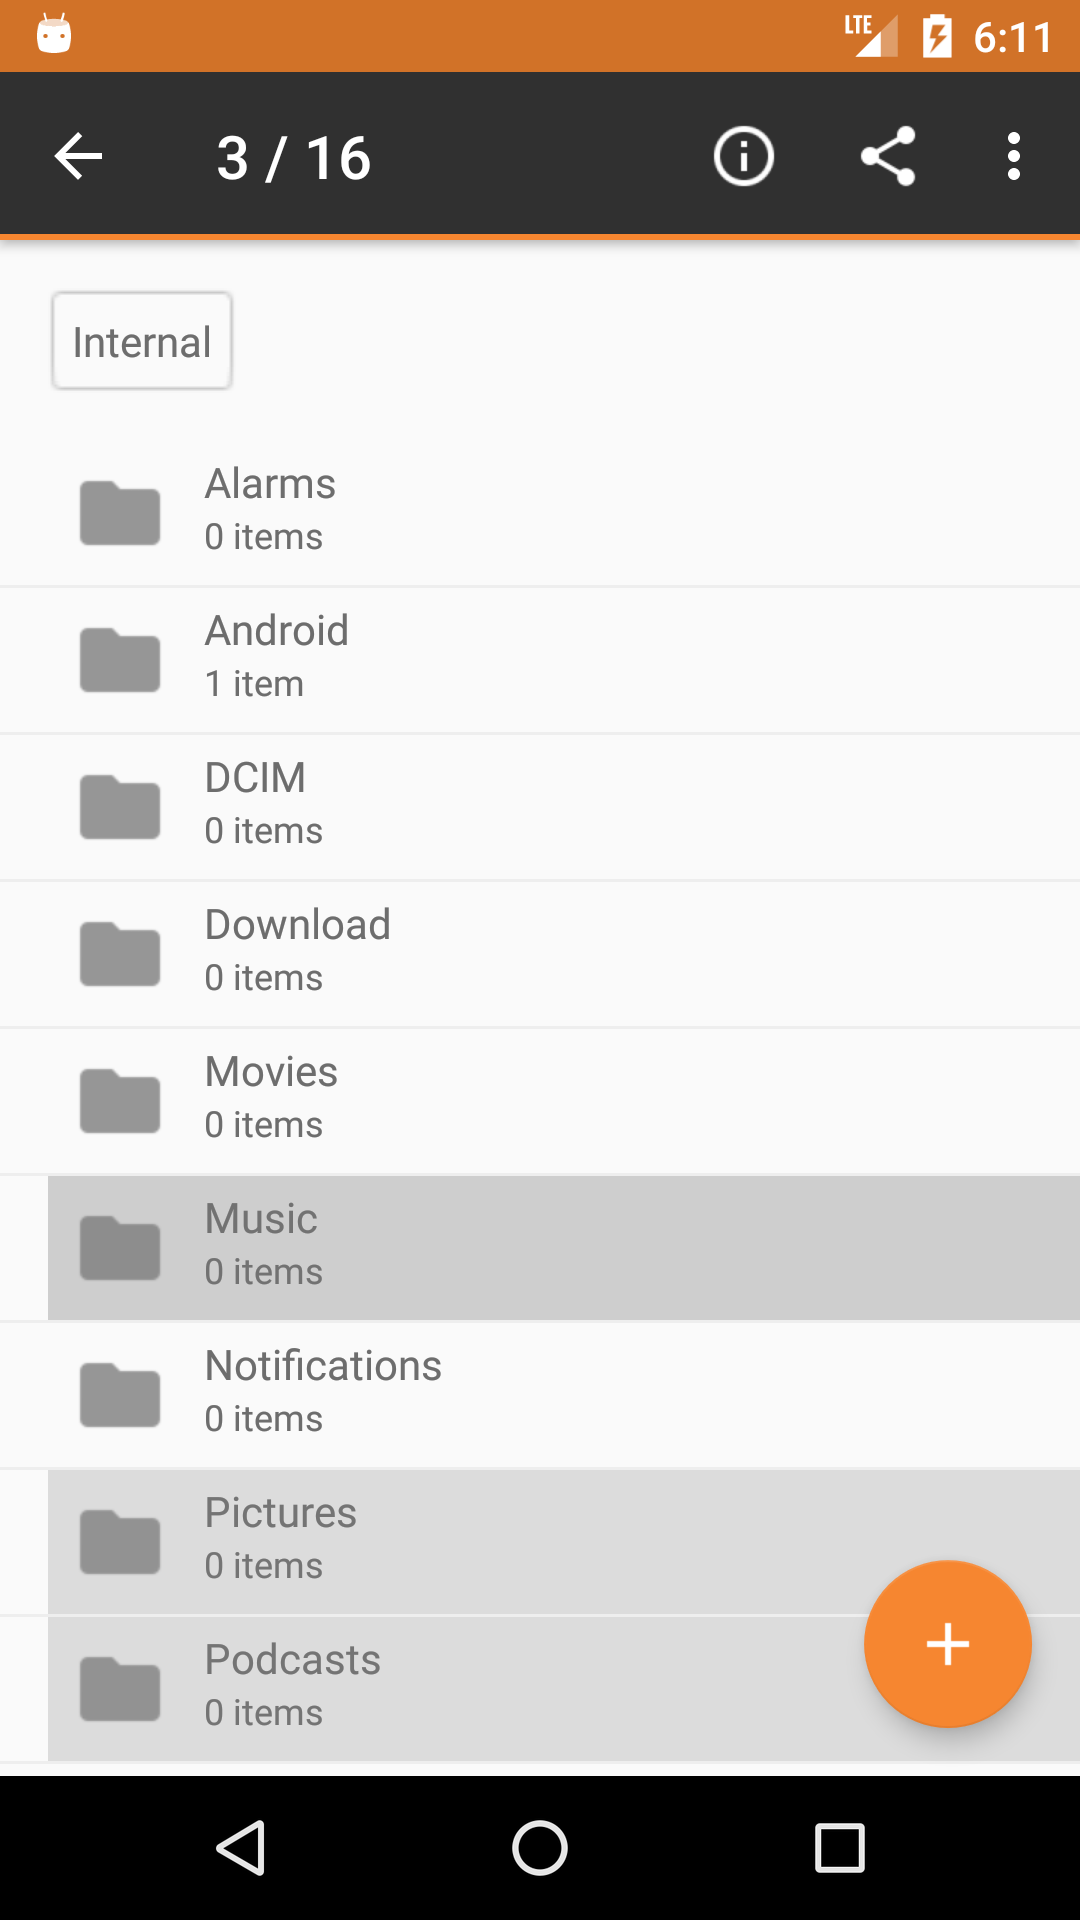 LTE 6:11
3 / 16
Internal
Alarms
0 items
Android
1 item
DCIM
0 items
Download
0 items
Movies
0 items
Music
0 items
Notifications
0 items
Pictures
0 items
Podcasts
0 items